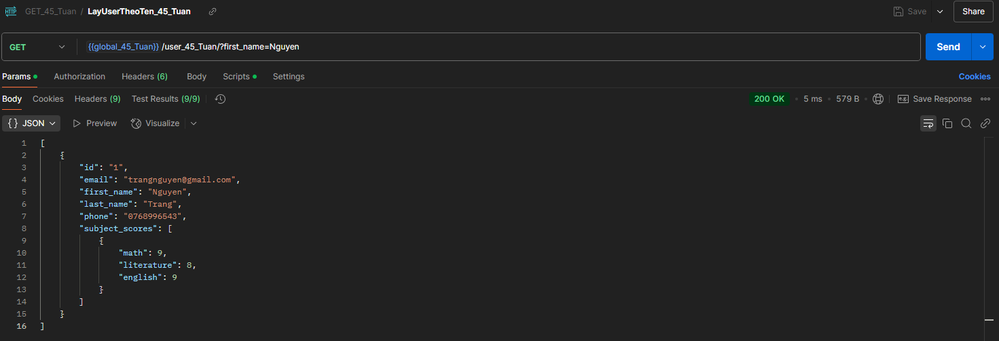 HTTP GET_45_Tuan / LayUserTheoTen_45_Tuan Save Share
GET {{global_45_Tuan}} /user_45_Tuan/?first_name=Nguyen Send
Params Authorization Headers (6) Body Scripts Settings Cookies
Body Cookies Headers (9) Test Results (9/9) 200 OK 5 ms 579 B e.g. Save Response
{} JSON Preview Visualize
1 [
2 {
3 "id": "1",
4 "email": "trangnguyen@gmail.com",
5 "first_name": "Nguyen",
6 "last_name": "Trang",
7 "phone": "0768996543",
8 "subject_scores": [
9 {
10 "math": 9,
11 "literature": 8,
12 "english": 9
13 }
14 ]
15 }
16 ]